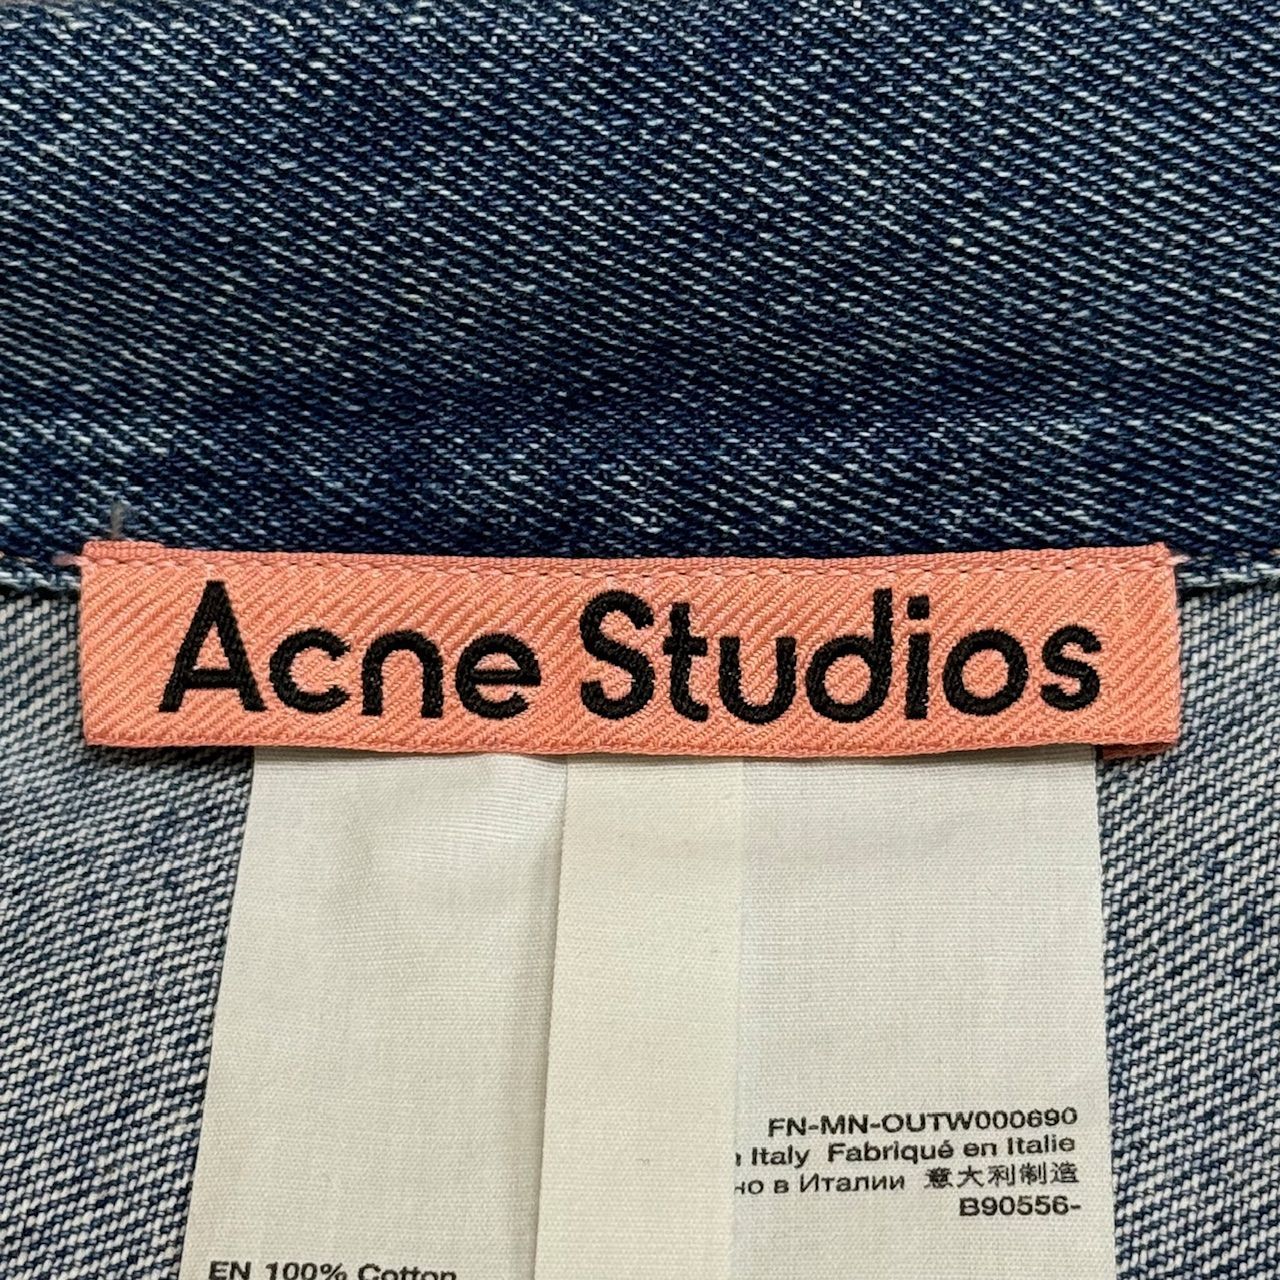 Acne Studios
FN-MN-OUTW000690
Italy Fabriqué en Italie
в Италии 意大利制造
B90556-
EN 100% Cotton